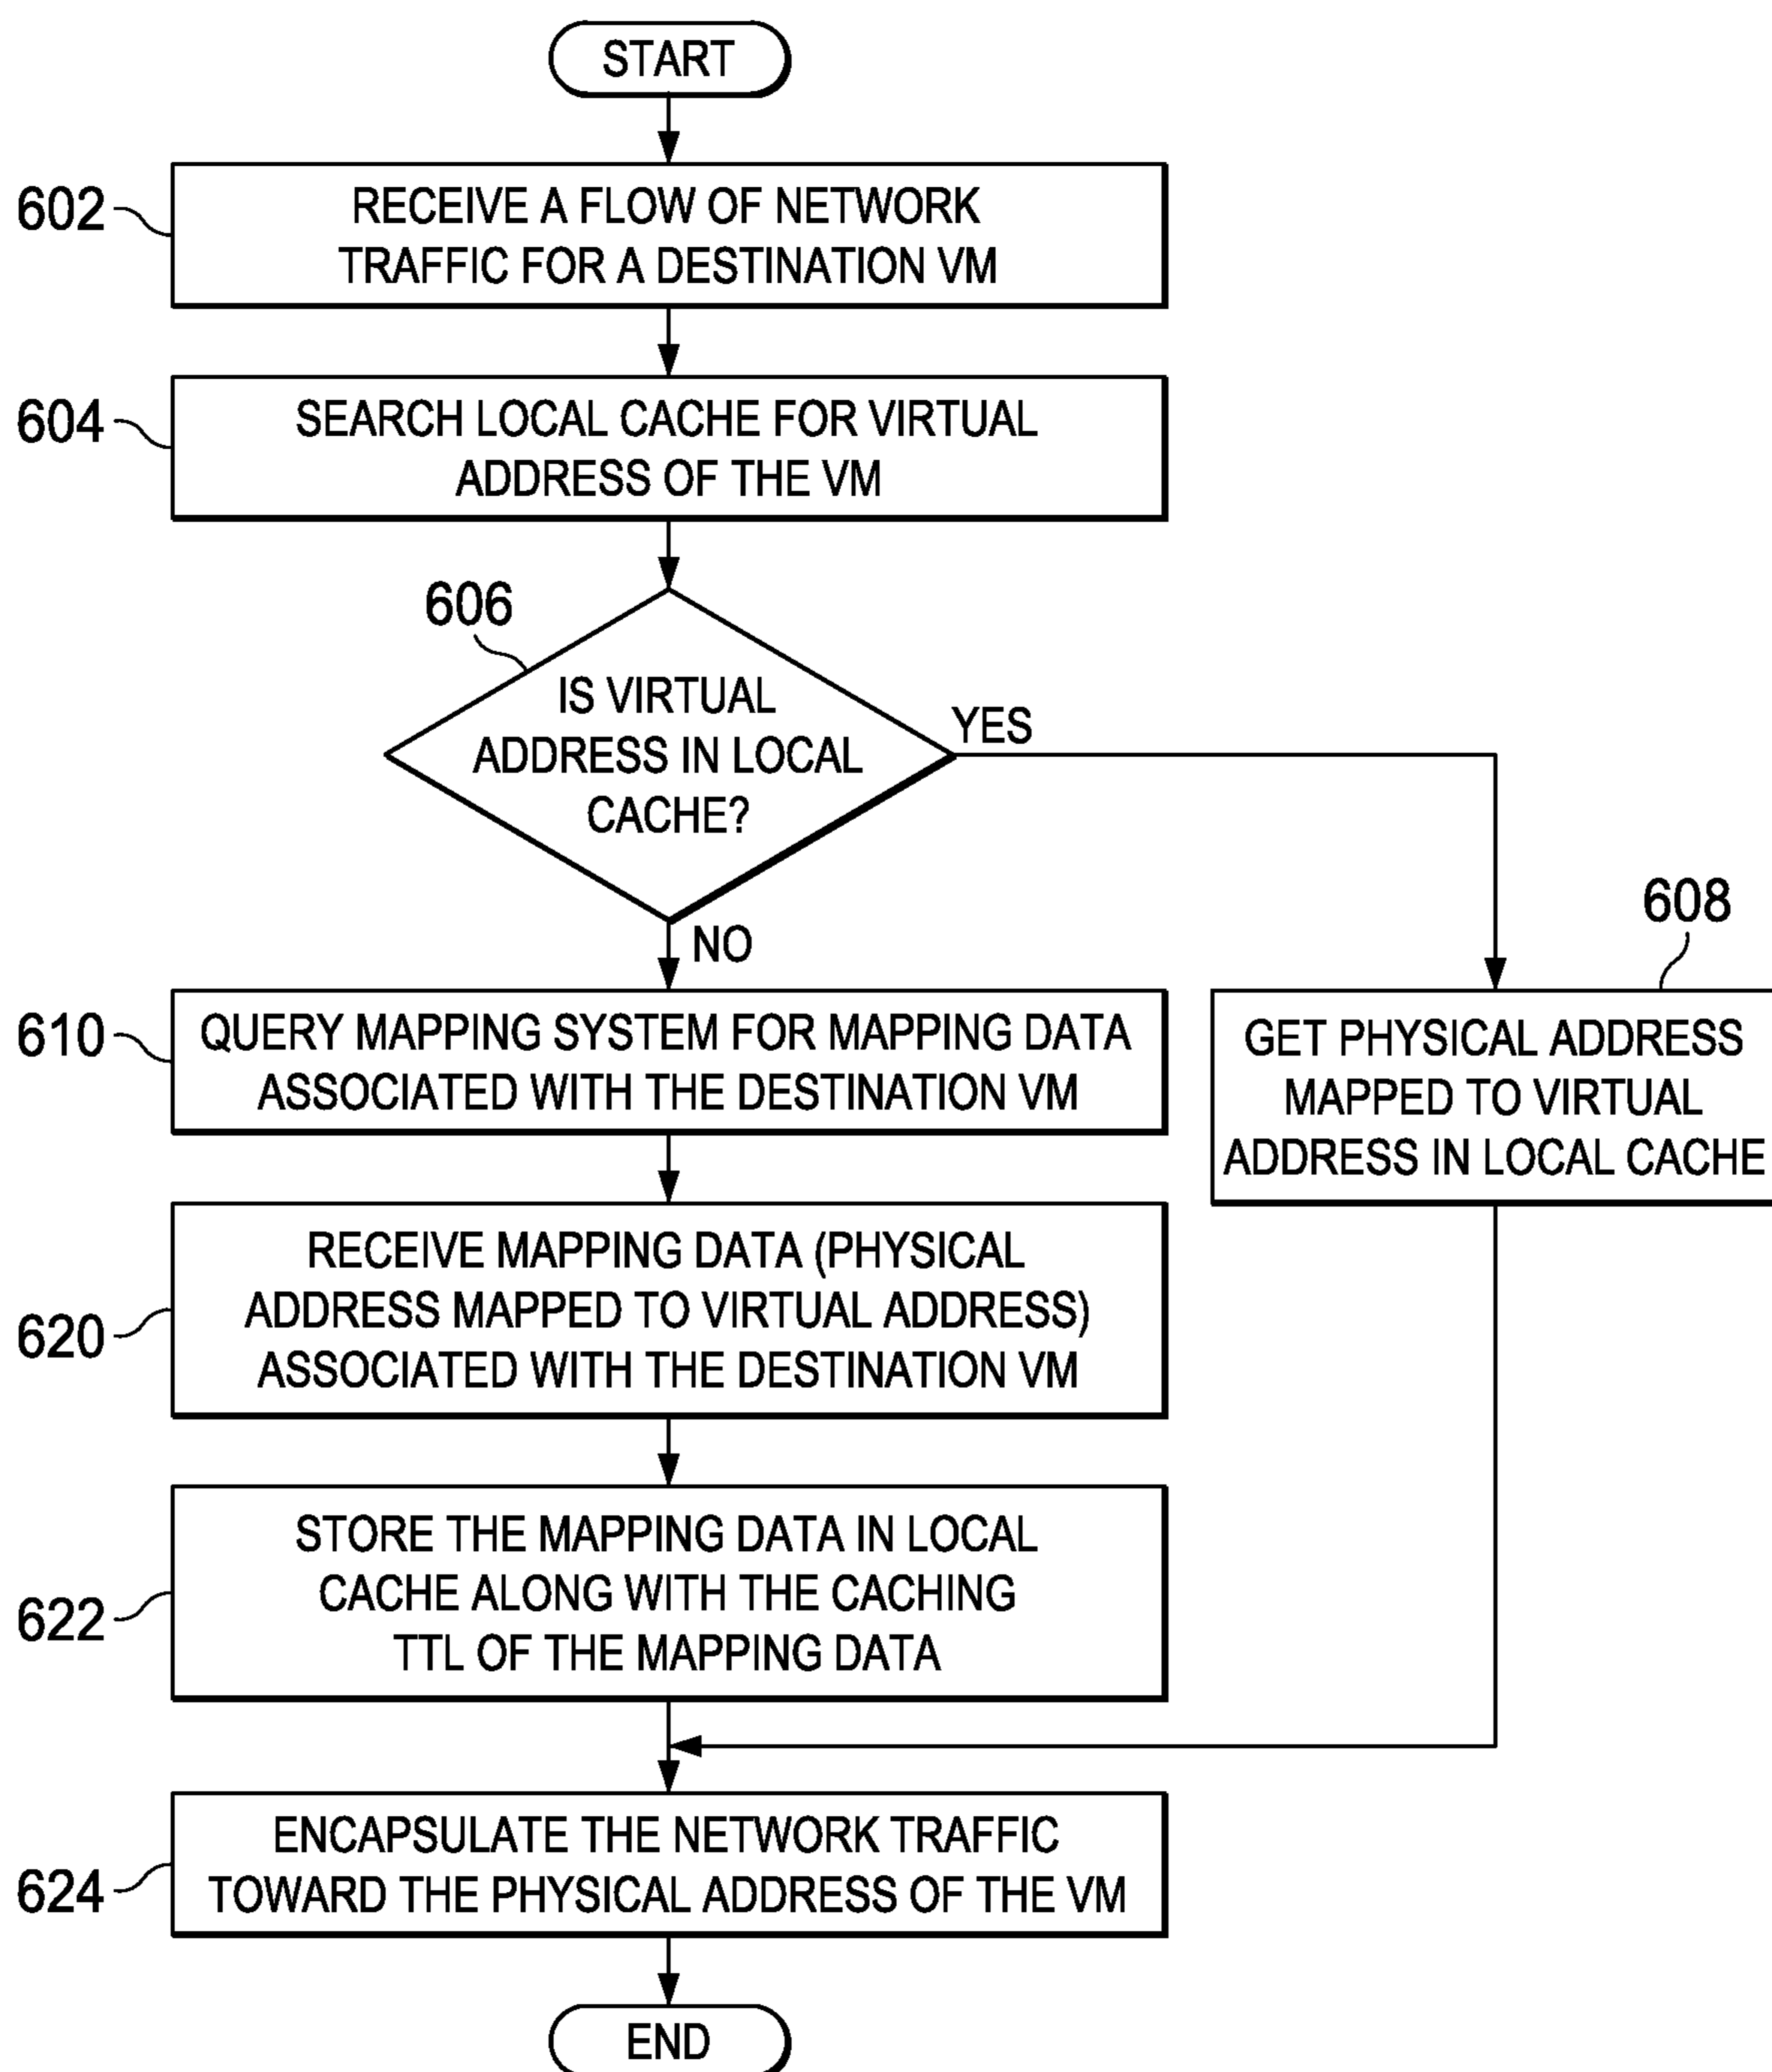 START
602
RECEIVE A FLOW OF NETWORK
TRAFFIC FOR A DESTINATION VM
604
SEARCH LOCAL CACHE FOR VIRTUAL
ADDRESS OF THE VM
606
IS VIRTUAL
ADDRESS IN LOCAL
CACHE?
YES
NO
608
GET PHYSICAL ADDRESS
MAPPED TO VIRTUAL
ADDRESS IN LOCAL CACHE
610
QUERY MAPPING SYSTEM FOR MAPPING DATA
ASSOCIATED WITH THE DESTINATION VM
620
RECEIVE MAPPING DATA (PHYSICAL
ADDRESS MAPPED TO VIRTUAL ADDRESS)
ASSOCIATED WITH THE DESTINATION VM
622
STORE THE MAPPING DATA IN LOCAL
CACHE ALONG WITH THE CACHING
TTL OF THE MAPPING DATA
624
ENCAPSULATE THE NETWORK TRAFFIC
TOWARD THE PHYSICAL ADDRESS OF THE VM
END